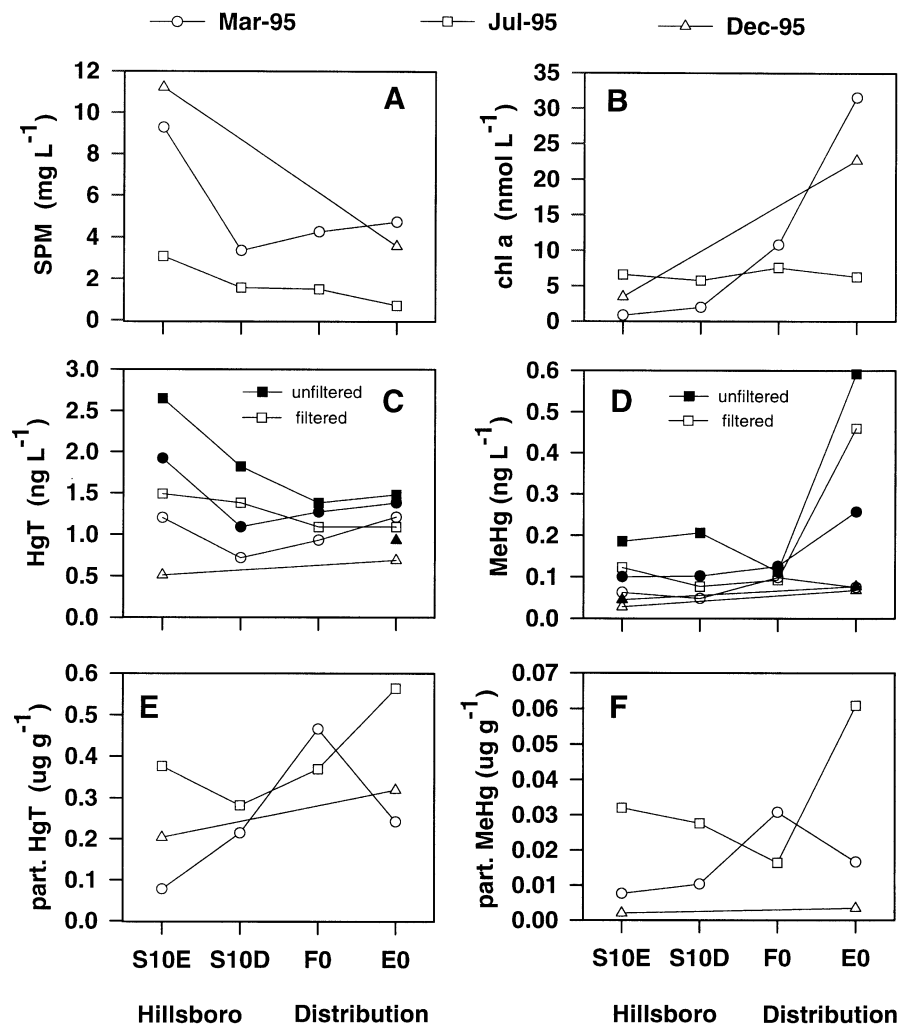 Mar-95 Jul-95 Dec-95
A
SPM (mg L-1)
12
10
8
6
4
2
0
B
chl a (nmol L-1)
35
30
25
20
15
10
5
0
C
unfiltered
filtered
HgT (ng L-1)
3.0
2.5
2.0
1.5
1.0
0.5
0.0
D
unfiltered
filtered
MeHg (ng L-1)
0.6
0.5
0.4
0.3
0.2
0.1
0.0
E
part. HgT (ug g-1)
0.6
0.5
0.4
0.3
0.2
0.1
0.0
F
part. MeHg (ug g-1)
0.07
0.06
0.05
0.04
0.03
0.02
0.01
0.00
S10E S10D F0 E0
Hillsboro Distribution
S10E S10D F0 E0
Hillsboro Distribution